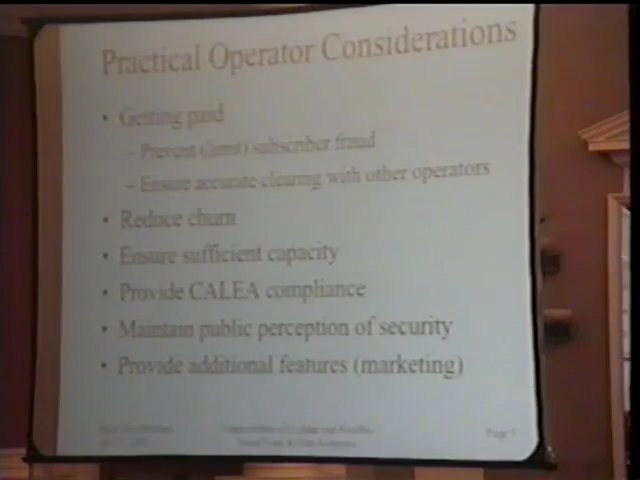 Practical Operator Considerations
• Getting paid
– Prevent (limit) subscriber fraud
– Ensure accurate clearing with other operators
• Reduce churn
• Ensure sufficient capacity
• Provide CALEA compliance
• Maintain public perception of security
• Provide additional features (marketing)
Page